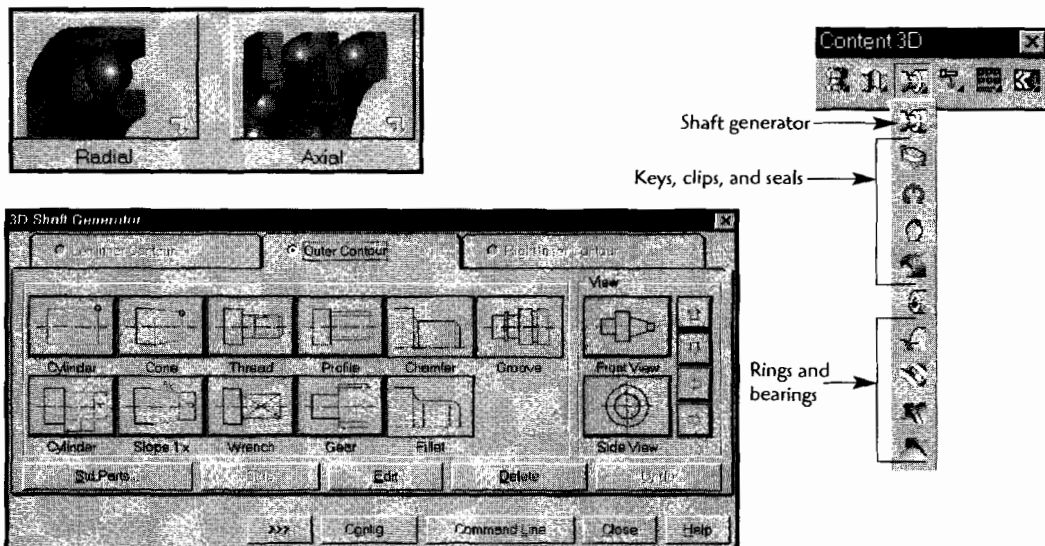 Radial Axial
Content 3D
Shaft generator
Keys, clips, and seals
Rings and
bearings
3D Shaft Generator
Outer Contour
View
Cylinder Cone Thread Profile Chamfer Groove Front View
Cylinder Slope 1:x Wrench Gear Fillet Side View
Std.Parts... Edit Delete
>>> Config Command Line Close Help